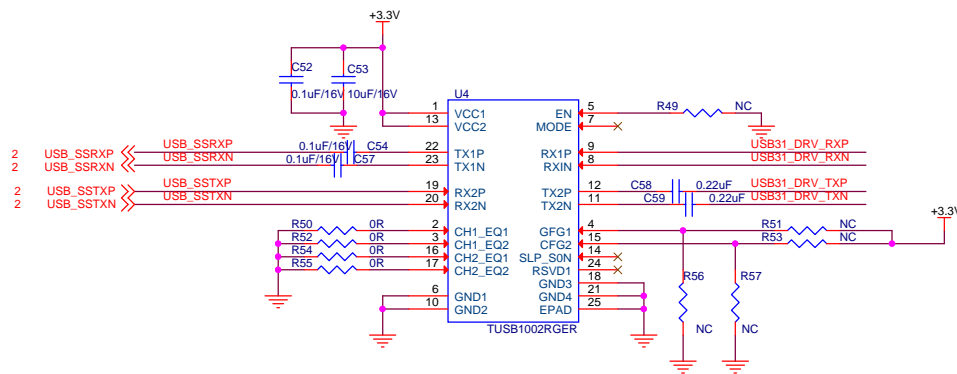 +3.3V
C52
C53
0.1uF/16V
10uF/16V
U4
1
VCC1
13
VCC2
5
EN
7
MODE
R49
NC
2
USB_SSRXP
USB_SSRXP
0.1uF/16V
C54
22
TX1P
9
RX1P
USB31_DRV_RXP
2
USB_SSRXN
USB_SSRXN
0.1uF/16V
C57
23
TX1N
8
RXIN
USB31_DRV_RXN
2
USB_SSTXP
USB_SSTXP
19
RX2P
12
TX2P
C58
0.22uF
USB31_DRV_TXP
2
USB_SSTXN
USB_SSTXN
20
RX2N
11
TX2N
C59
0.22uF
USB31_DRV_TXN
R50
0R
2
CH1_EQ1
4
GFG1
R51
NC
+3.3V
R52
0R
3
CH1_EQ2
15
CFG2
R53
NC
R54
0R
16
CH2_EQ1
14
SLP_S0N
R55
0R
17
CH2_EQ2
24
RSVD1
18
GND3
6
GND1
21
GND4
10
GND2
25
EPAD
R56
NC
R57
NC
TUSB1002RGER